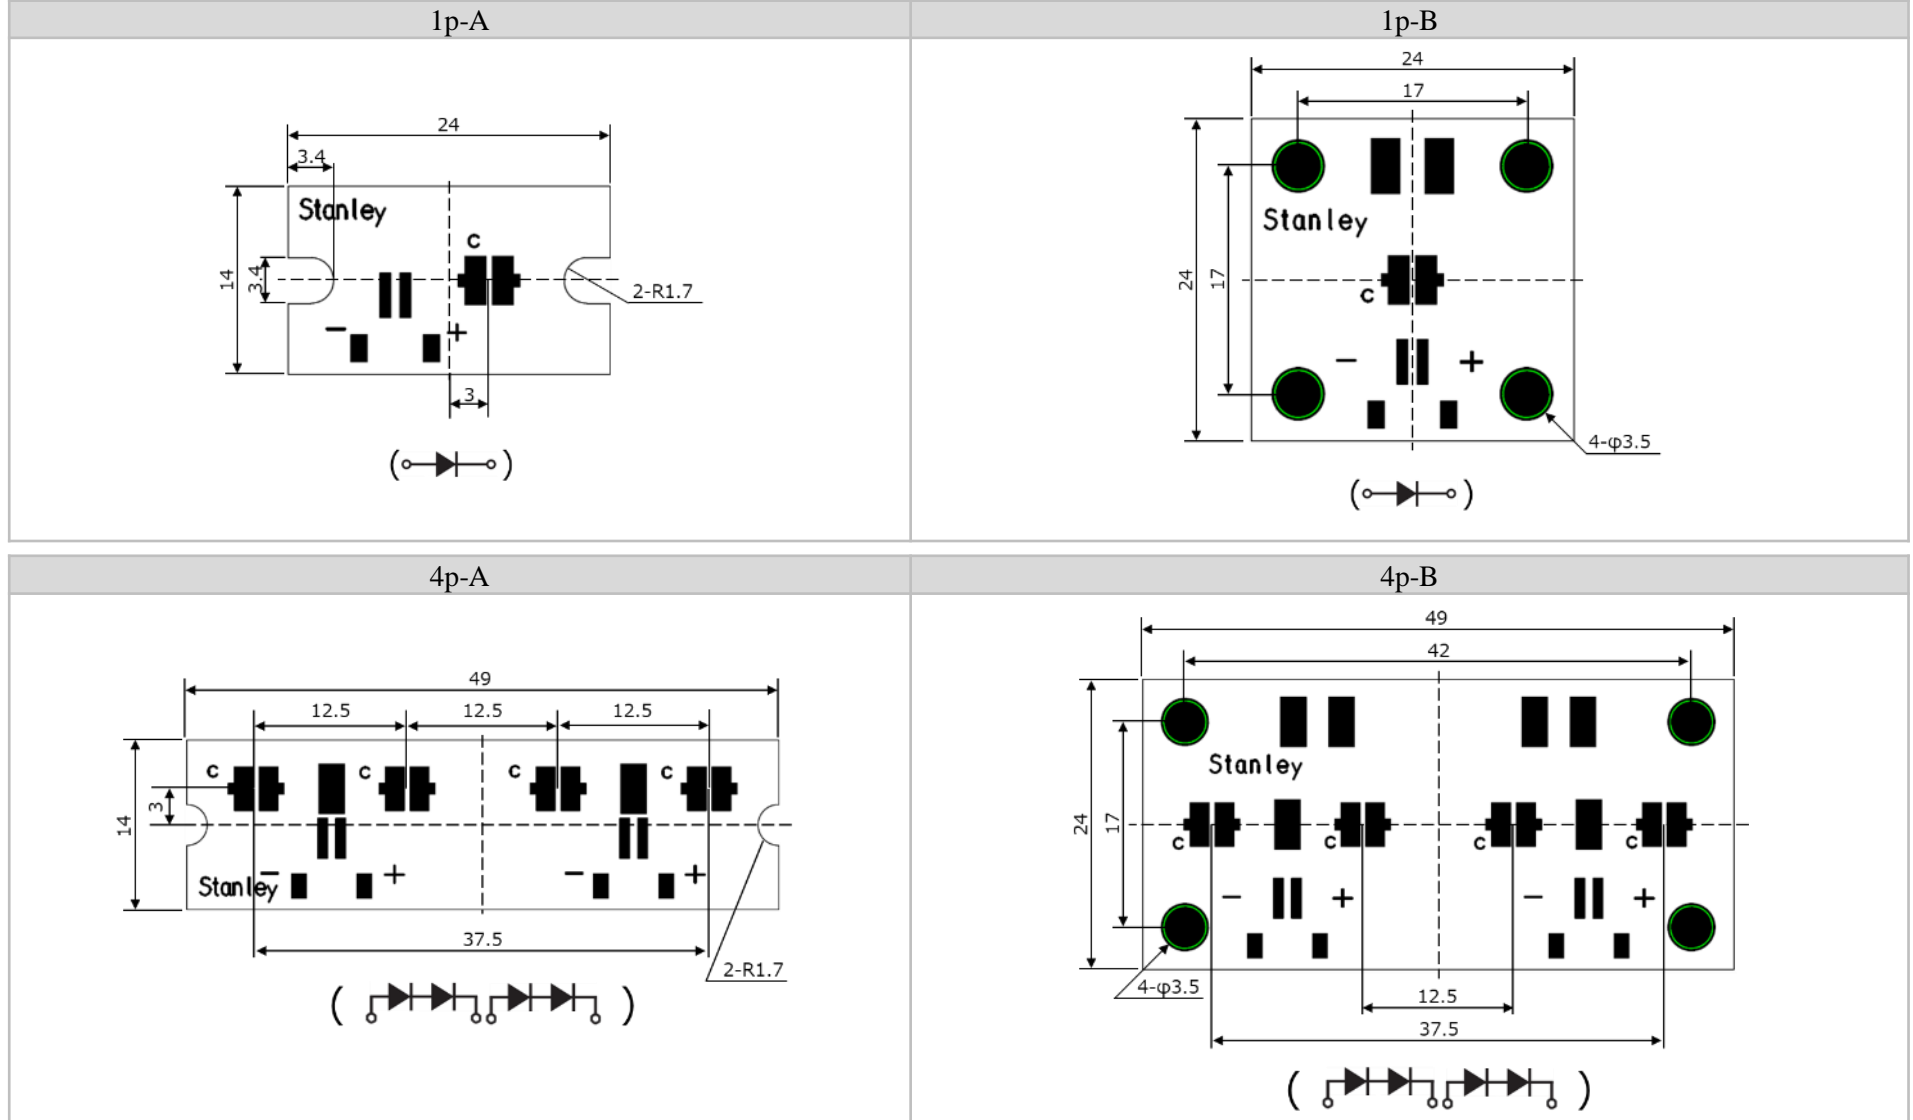 1p-A
1p-B
24
3.4
Stanley
C
14
3.4
2-R1.7
−
+
3
24
17
Stanley
24
17
C
−
+
4-φ3.5
4p-A
4p-B
49
12.5
12.5
12.5
C
C
C
C
3
14
−
+
−
+
Stanley
37.5
2-R1.7
49
42
Stanley
24
17
C
C
C
C
−
+
−
+
4-φ3.5
12.5
37.5